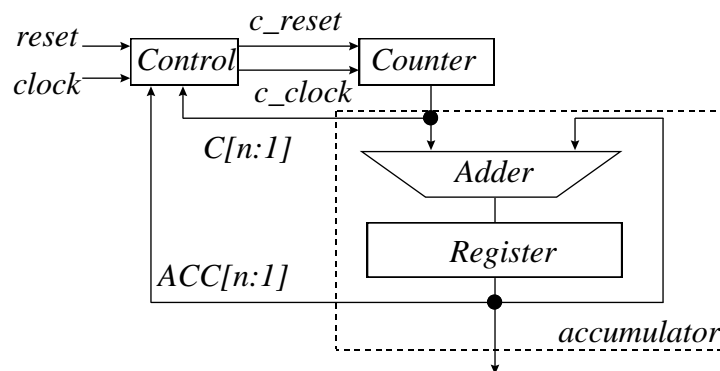 c_reset
reset
Control
Counter
clock
c_clock
C[n:1]
Adder
Register
ACC[n:1]
accumulator